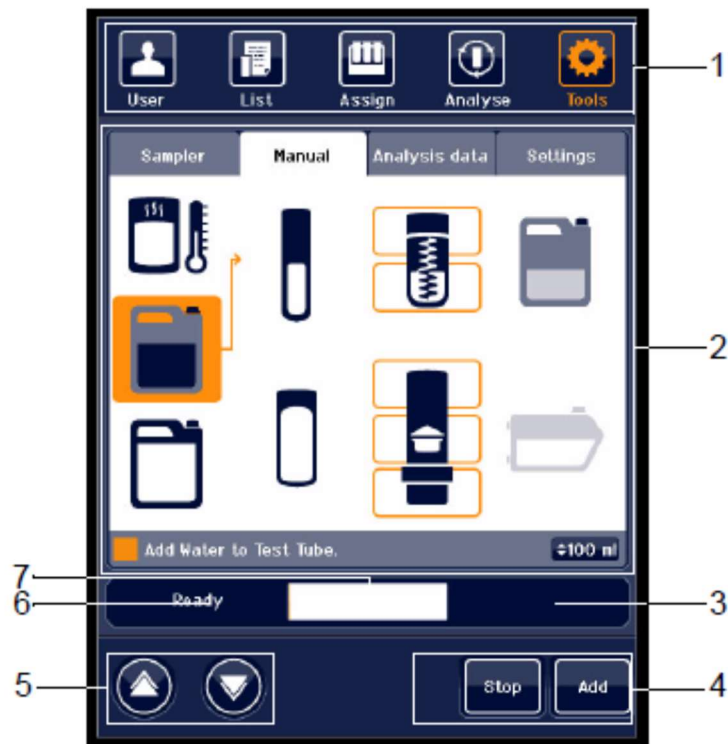 User List Assign Analyse Tools
1
Sampler Manual Analysis data Settings
2
Add Water to Test Tube. 100 ml
7
6 Ready 3
5 Stop Add 4